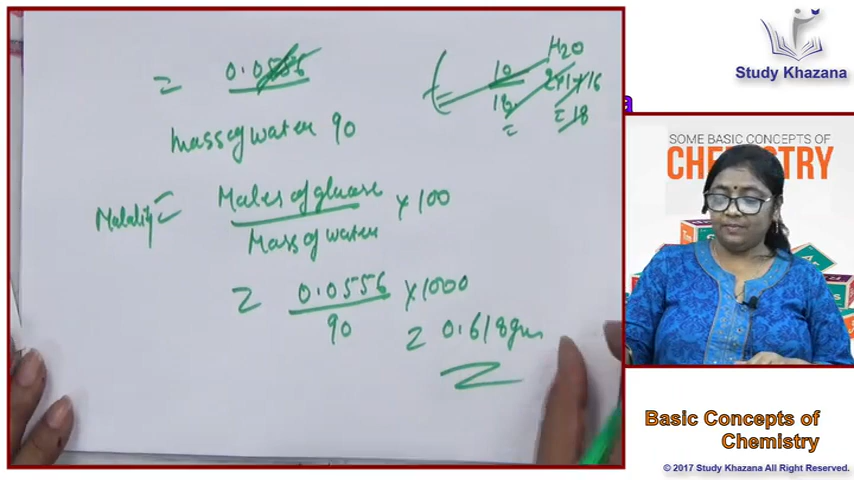 = 0.0556
mass of water 90
10 H2O
18 2×1+16
= = 18
Molality = Moles of glucose × 100
Mass of water
= 0.0556 × 1000
90
= 0.618 gm
Study Khazana
SOME BASIC CONCEPTS OF
CHEMISTRY
Basic Concepts of
Chemistry
© 2017 Study Khazana All Right Reserved.